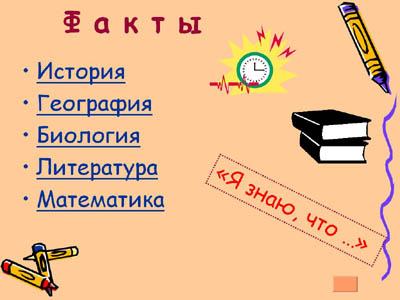 Ф а к т ы
• История
• География
• Биология
• Литература
• Математика
«Я знаю, что ...»